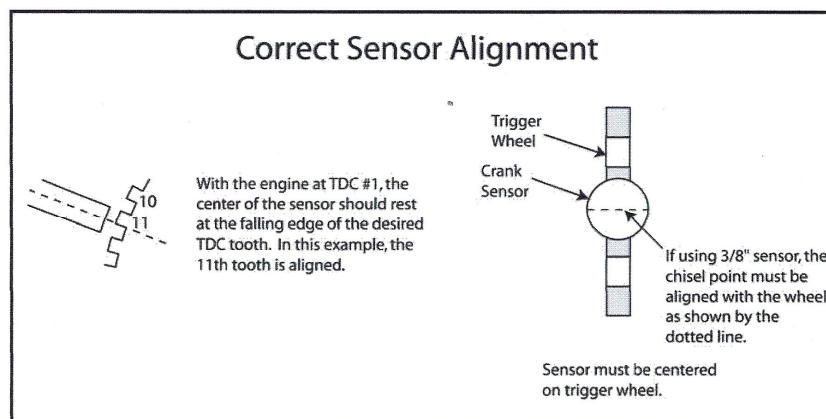 Correct Sensor Alignment
10
11
With the engine at TDC #1, the
center of the sensor should rest
at the falling edge of the desired
TDC tooth. In this example, the
11th tooth is aligned.
Trigger
Wheel
Crank
Sensor
If using 3/8" sensor, the
chisel point must be
aligned with the wheel
as shown by the
dotted line.
Sensor must be centered
on trigger wheel.